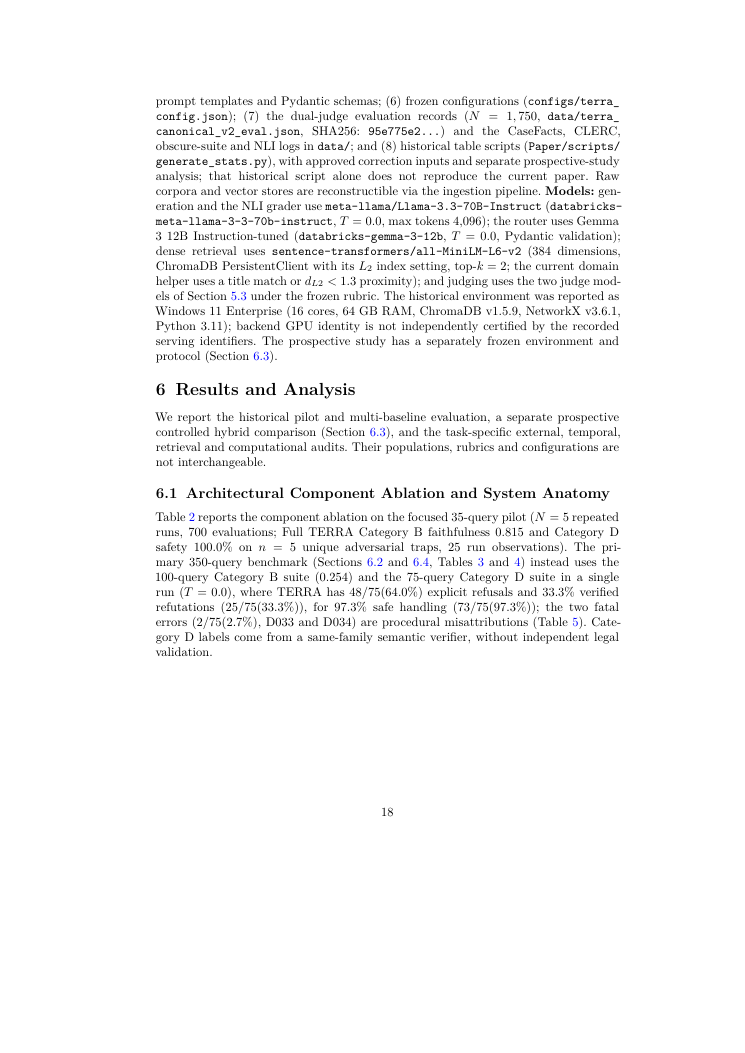 prompt templates and Pydantic schemas; (6) frozen configurations (configs/terra_
config.json); (7) the dual-judge evaluation records (N = 1,750, data/terra_
canonical_v2_eval.json, SHA256: 95e775e2...) and the CaseFacts, CLERC,
obscure-suite and NLI logs in data/; and (8) historical table scripts (Paper/scripts/
generate_stats.py), with approved correction inputs and separate prospective-study
analysis; that historical script alone does not reproduce the current paper. Raw
corpora and vector stores are reconstructible via the ingestion pipeline. Models: gen-
eration and the NLI grader use meta-llama/Llama-3.3-70B-Instruct (databricks-
meta-llama-3-3-70b-instruct, T = 0.0, max tokens 4,096); the router uses Gemma
3 12B Instruction-tuned (databricks-gemma-3-12b, T = 0.0, Pydantic validation);
dense retrieval uses sentence-transformers/all-MiniLM-L6-v2 (384 dimensions,
ChromaDB PersistentClient with its L2 index setting, top-k = 2; the current domain
helper uses a title match or dL2 < 1.3 proximity); and judging uses the two judge mod-
els of Section 5.3 under the frozen rubric. The historical environment was reported as
Windows 11 Enterprise (16 cores, 64 GB RAM, ChromaDB v1.5.9, NetworkX v3.6.1,
Python 3.11); backend GPU identity is not independently certified by the recorded
serving identifiers. The prospective study has a separately frozen environment and
protocol (Section 6.3).
6 Results and Analysis
We report the historical pilot and multi-baseline evaluation, a separate prospective
controlled hybrid comparison (Section 6.3), and the task-specific external, temporal,
retrieval and computational audits. Their populations, rubrics and configurations are
not interchangeable.
6.1 Architectural Component Ablation and System Anatomy
Table 2 reports the component ablation on the focused 35-query pilot (N = 5 repeated
runs, 700 evaluations; Full TERRA Category B faithfulness 0.815 and Category D
safety 100.0% on n = 5 unique adversarial traps, 25 run observations). The pri-
mary 350-query benchmark (Sections 6.2 and 6.4, Tables 3 and 4) instead uses the
100-query Category B suite (0.254) and the 75-query Category D suite in a single
run (T = 0.0), where TERRA has 48/75(64.0%) explicit refusals and 33.3% verified
refutations (25/75(33.3%)), for 97.3% safe handling (73/75(97.3%)); the two fatal
errors (2/75(2.7%), D033 and D034) are procedural misattributions (Table 5). Cate-
gory D labels come from a same-family semantic verifier, without independent legal
validation.
18